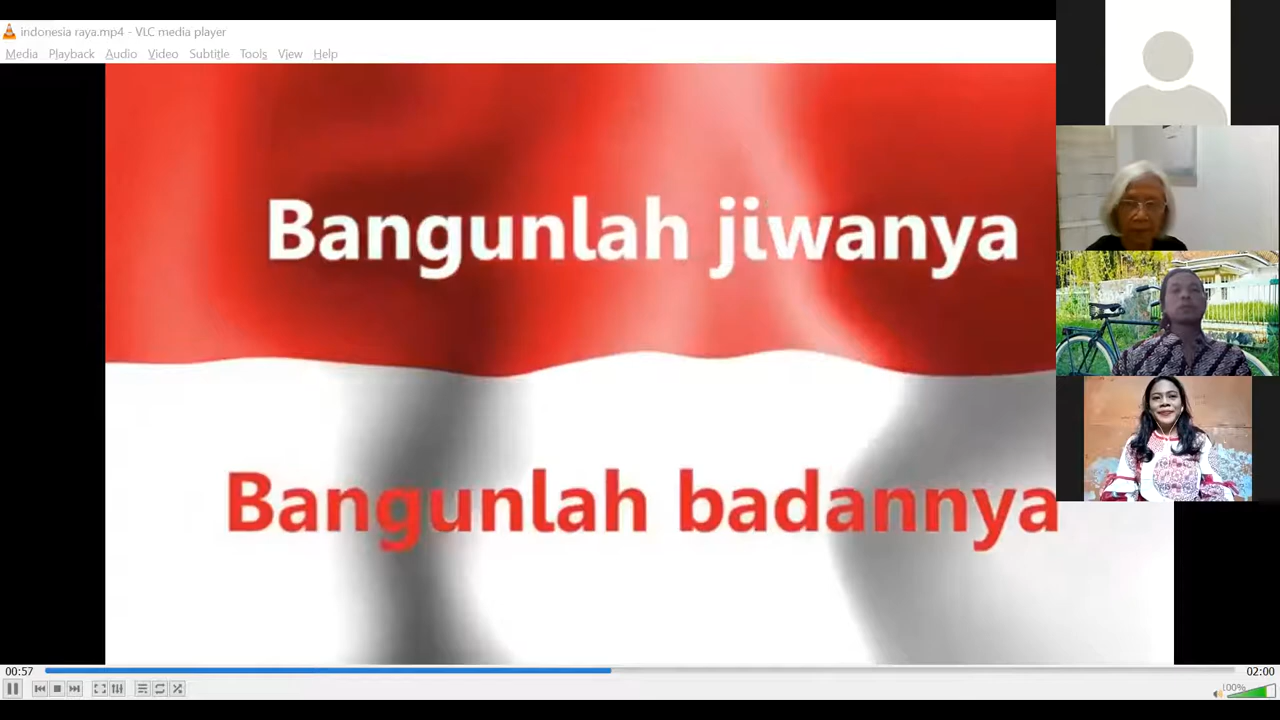 indonesia raya.mp4 - VLC media player
Media Playback Audio Video Subtitle Tools View Help
Bangunlah jiwanya
Bangunlah badannya
00:57
02:00
100%